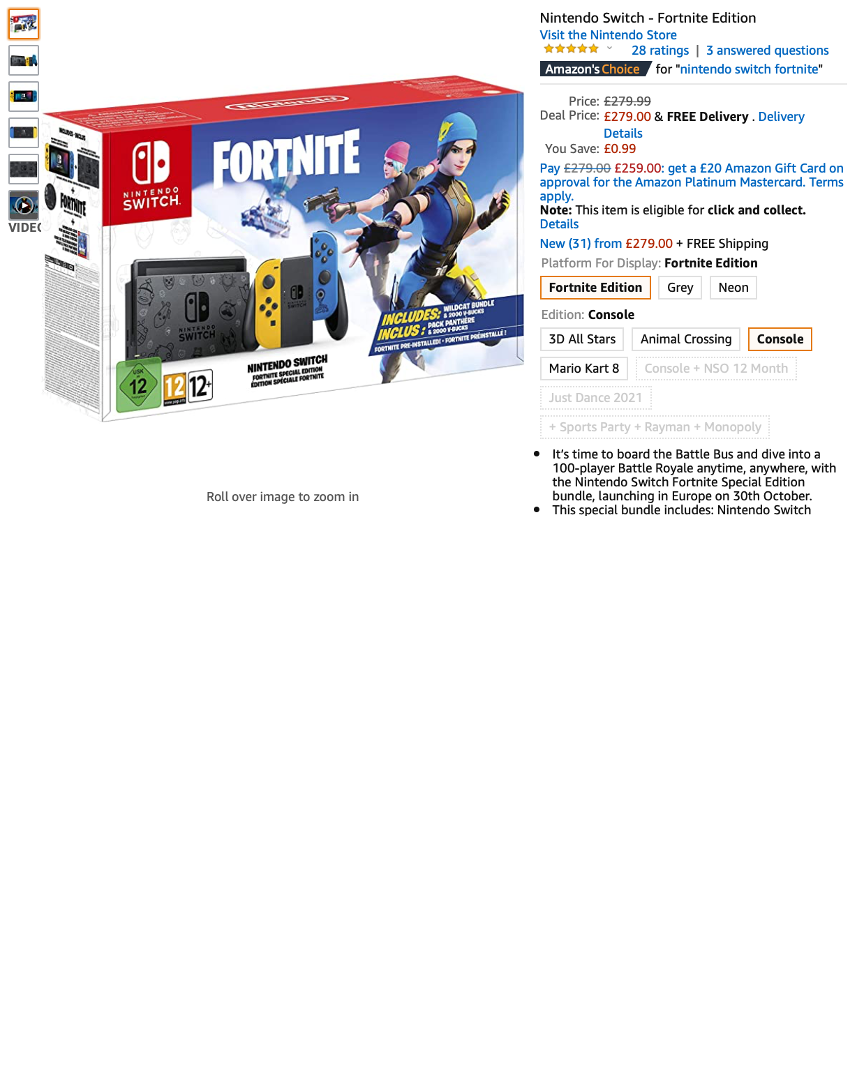 VIDEO
Nintendo
NINTENDO
SWITCH.
FORTNITE
INCLUDES / INCLUS
FORTNITE
NINTENDO
SWITCH.
INCLUDES: WILDCAT BUNDLE
& 2000 V-BUCKS
INCLUS : PACK PANTHÈRE
& 2000 V-BUCKS
FORTNITE PRE-INSTALLED! • FORTNITE PRÉINSTALLÉ !
NINTENDO SWITCH
FORTNITE SPECIAL EDITION
ÉDITION SPÉCIALE FORTNITE
USK
12
12
12+
Roll over image to zoom in
Nintendo Switch - Fortnite Edition
Visit the Nintendo Store
28 ratings | 3 answered questions
Amazon's Choice for "nintendo switch fortnite"
Price: £279.99
Deal Price: £279.00 & FREE Delivery . Delivery
Details
You Save: £0.99
Pay £279.00 £259.00: get a £20 Amazon Gift Card on
approval for the Amazon Platinum Mastercard. Terms
apply.
Note: This item is eligible for click and collect.
Details
New (31) from £279.00 + FREE Shipping
Platform For Display: Fortnite Edition
Fortnite Edition Grey Neon
Edition: Console
3D All Stars Animal Crossing Console
Mario Kart 8 Console + NSO 12 Month
Just Dance 2021
+ Sports Party + Rayman + Monopoly
• It's time to board the Battle Bus and dive into a
100-player Battle Royale anytime, anywhere, with
the Nintendo Switch Fortnite Special Edition
bundle, launching in Europe on 30th October.
• This special bundle includes: Nintendo Switch